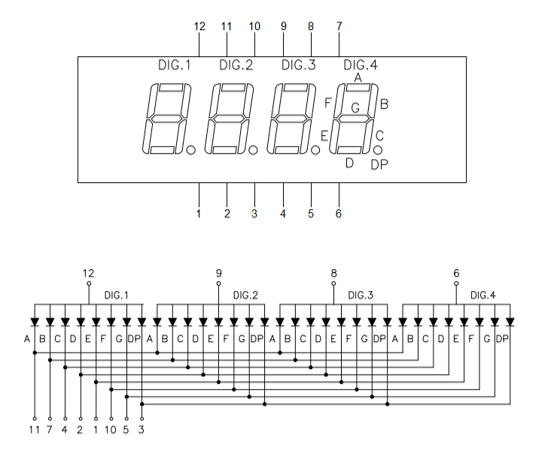 12 11 10 9 8 7
DIG.1 DIG.2 DIG.3 DIG.4
A
F B
G
E C
D DP
1 2 3 4 5 6
12 9 8 6
DIG.1 DIG.2 DIG.3 DIG.4
A B C D E F G DP A B C D E F G DP A B C D E F G DP A B C D E F G DP
11 7 4 2 1 10 5 3